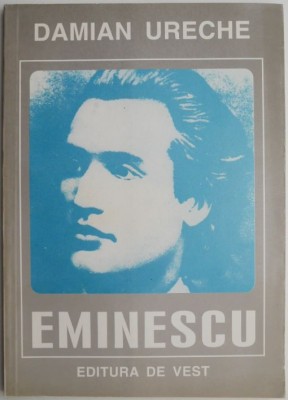 DAMIAN URECHE
EMINESCU
EDITURA DE VEST